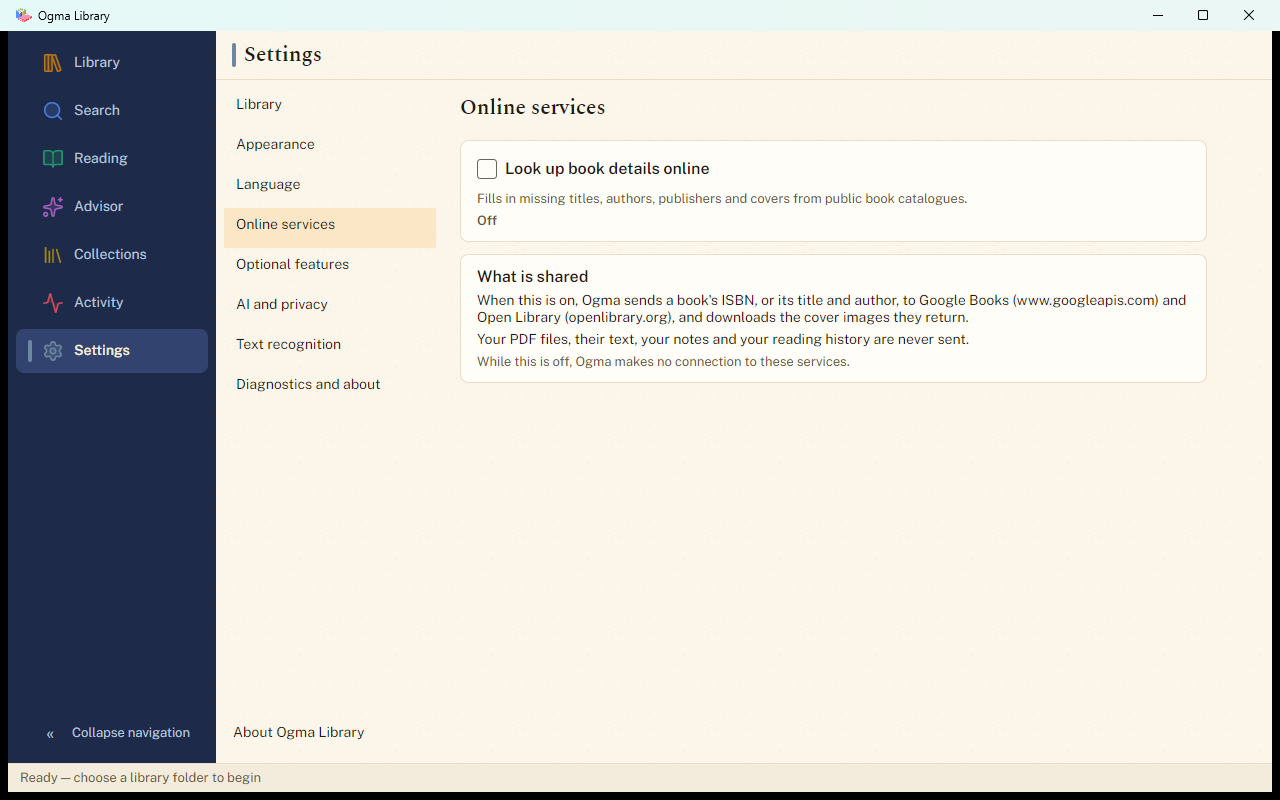 Ogma Library
Library
Search
Reading
Advisor
Collections
Activity
Settings
« Collapse navigation
Settings
Library
Appearance
Language
Online services
Optional features
AI and privacy
Text recognition
Diagnostics and about
About Ogma Library
Online services
Look up book details online
Fills in missing titles, authors, publishers and covers from public book catalogues.
Off
What is shared
When this is on, Ogma sends a book's ISBN, or its title and author, to Google Books (www.googleapis.com) and
Open Library (openlibrary.org), and downloads the cover images they return.
Your PDF files, their text, your notes and your reading history are never sent.
While this is off, Ogma makes no connection to these services.
Ready — choose a library folder to begin